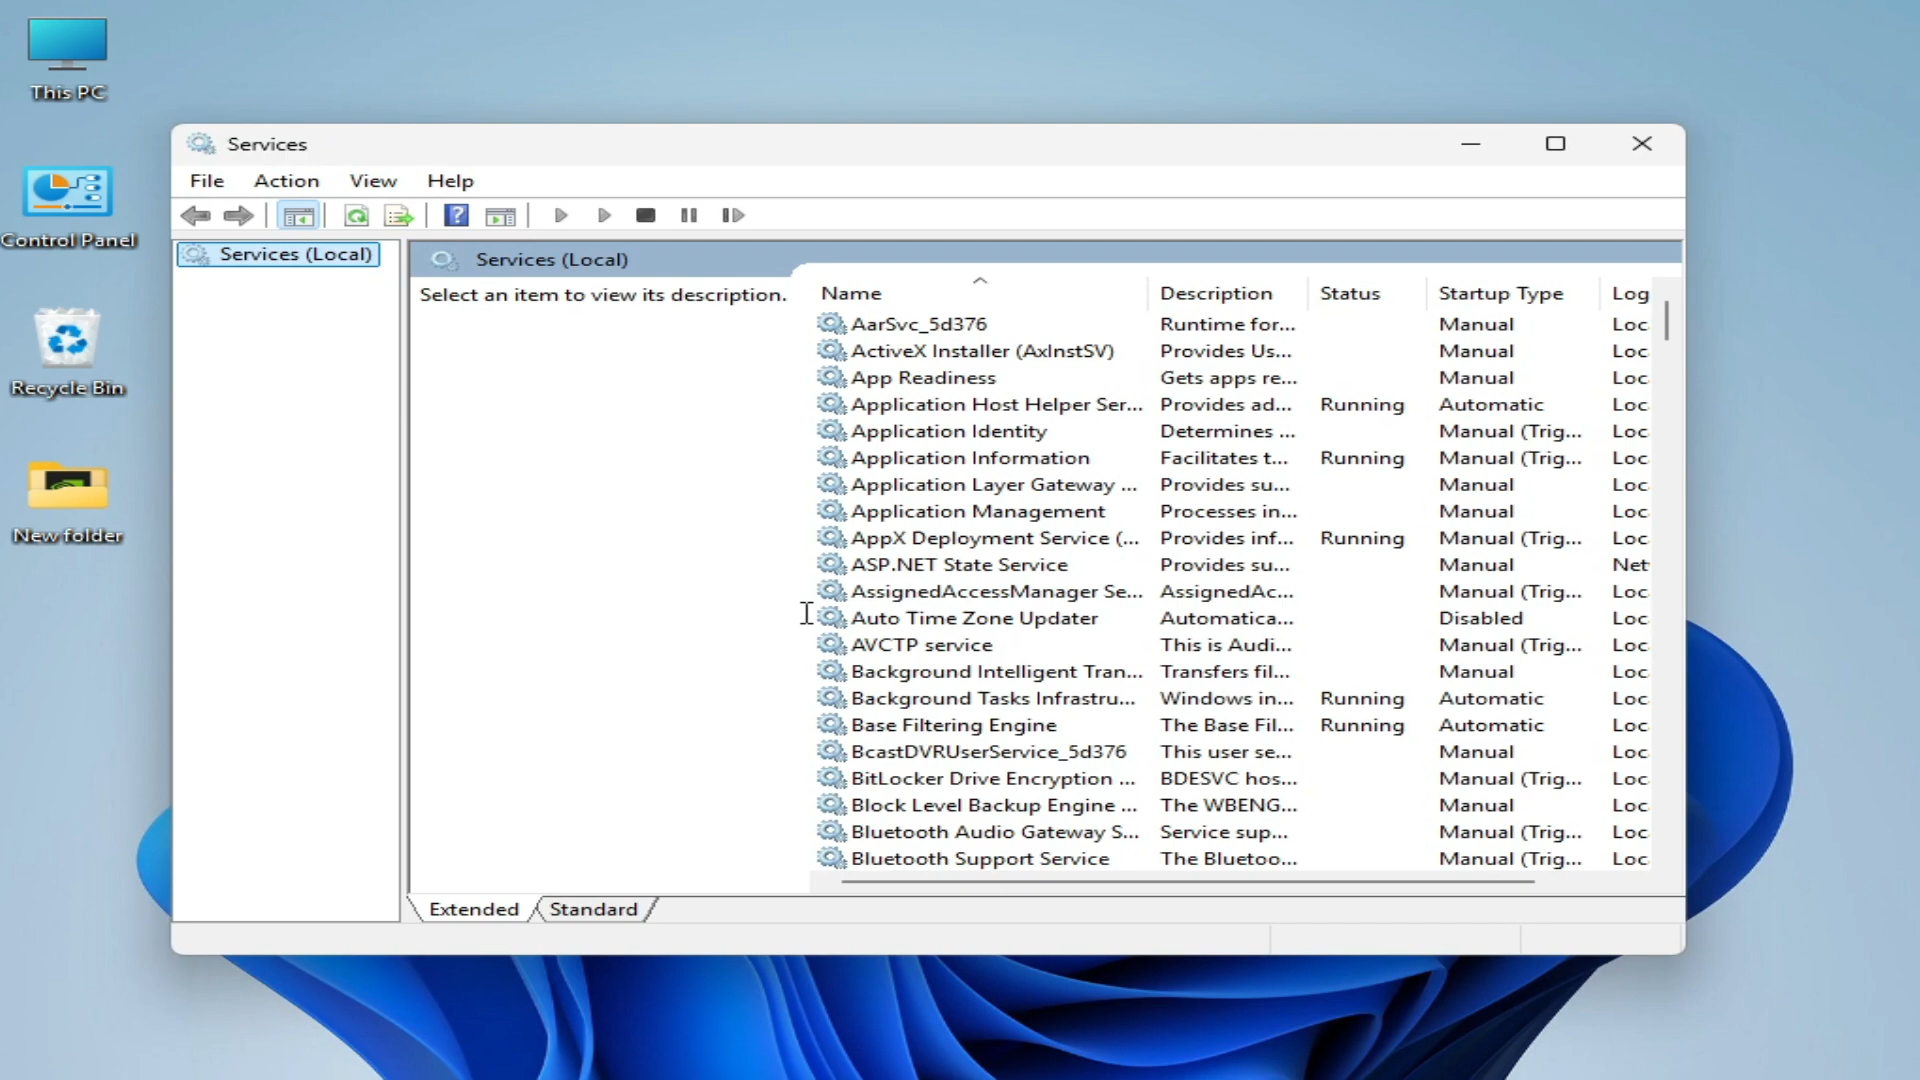 This PC
Control Panel
Recycle Bin
New folder
Services
File Action View Help
Services (Local)
Services (Local)
Select an item to view its description.
Name Description Status Startup Type Log
AarSvc_5d376 Runtime for... Manual Loc
ActiveX Installer (AxInstSV) Provides Us... Manual Loc
App Readiness Gets apps re... Manual Loc
Application Host Helper Ser... Provides ad... Running Automatic Loc
Application Identity Determines ... Manual (Trig... Loc
Application Information Facilitates t... Running Manual (Trig... Loc
Application Layer Gateway ... Provides su... Manual Loc
Application Management Processes in... Manual Loc
AppX Deployment Service (... Provides inf... Running Manual (Trig... Loc
ASP.NET State Service Provides su... Manual Net
AssignedAccessManager Se... AssignedAc... Manual (Trig... Loc
Auto Time Zone Updater Automatica... Disabled Loc
AVCTP service This is Audi... Manual (Trig... Loc
Background Intelligent Tran... Transfers fil... Manual Loc
Background Tasks Infrastru... Windows in... Running Automatic Loc
Base Filtering Engine The Base Fil... Running Automatic Loc
BcastDVRUserService_5d376 This user se... Manual Loc
BitLocker Drive Encryption ... BDESVC hos... Manual (Trig... Loc
Block Level Backup Engine ... The WBENG... Manual Loc
Bluetooth Audio Gateway S... Service sup... Manual (Trig... Loc
Bluetooth Support Service The Bluetoo... Manual (Trig... Loc
Extended Standard